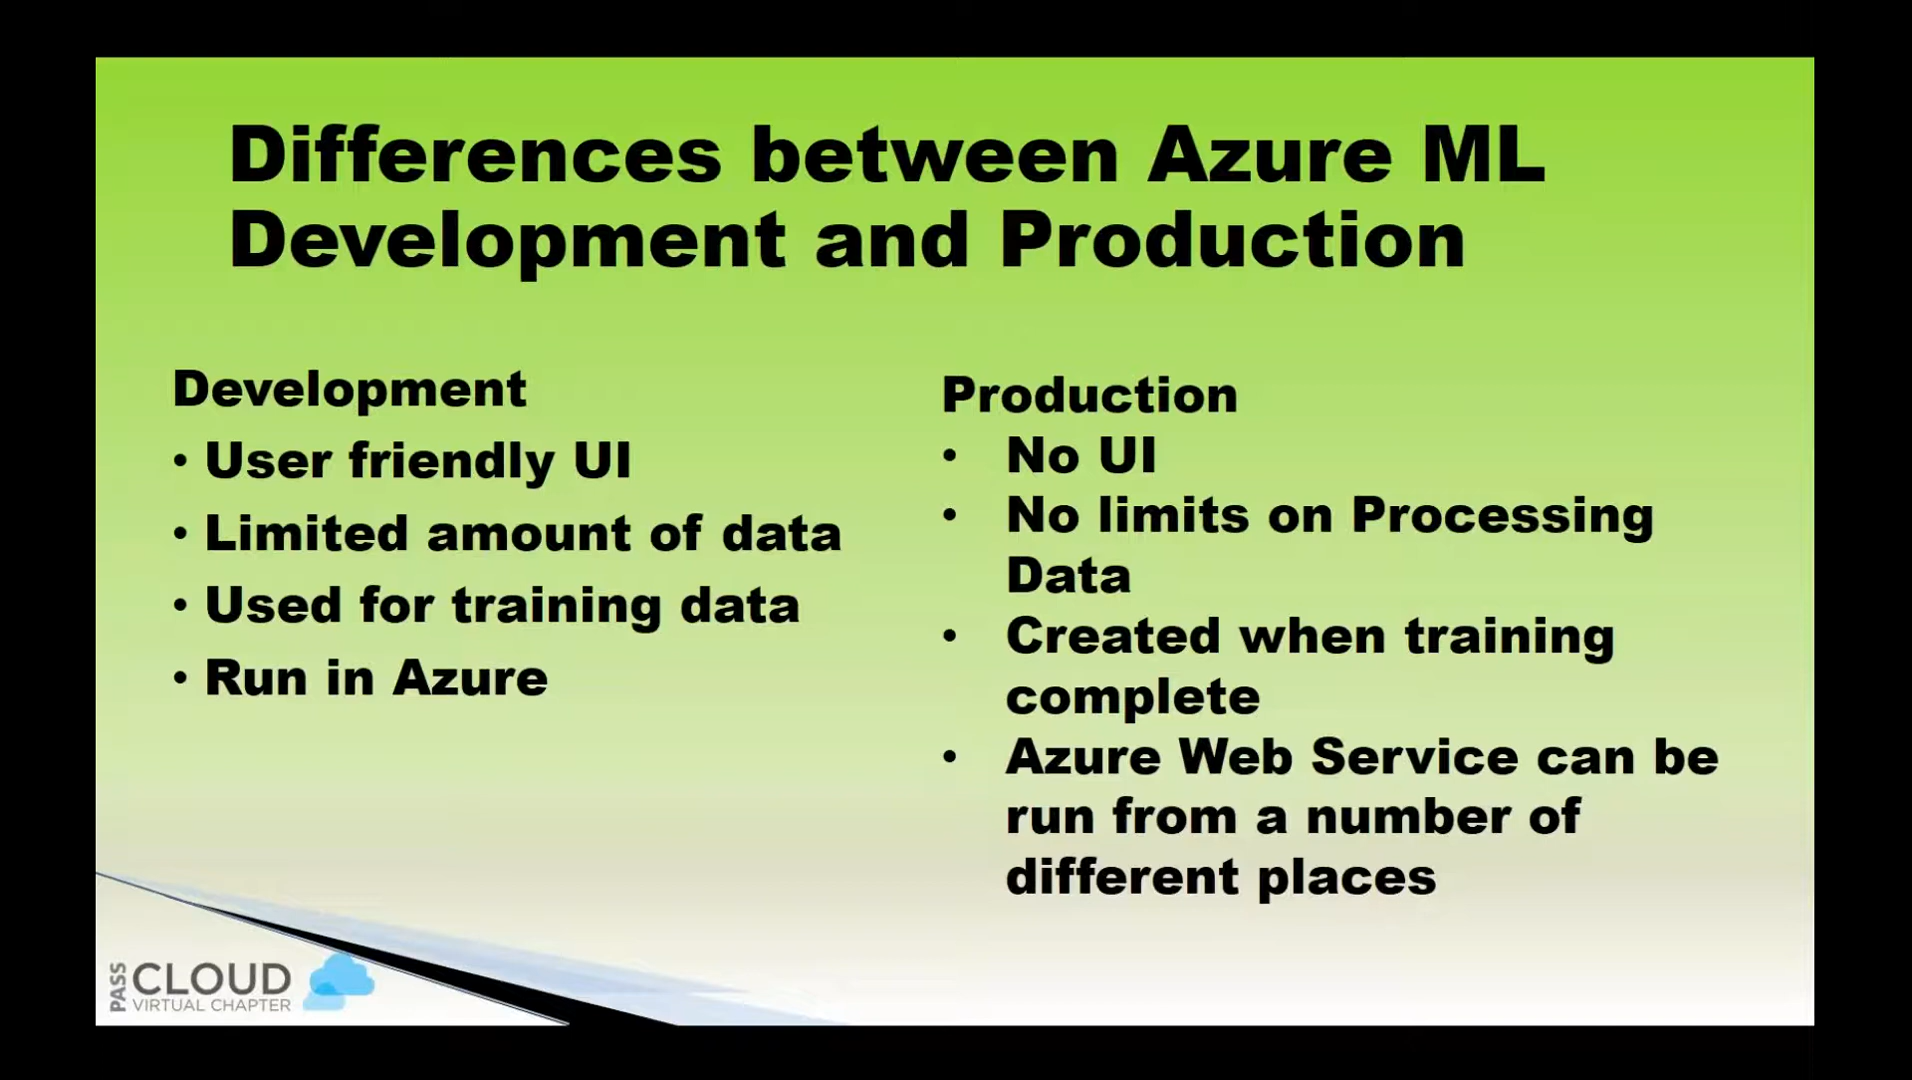 Differences between Azure ML
Development and Production
Development
• User friendly UI
• Limited amount of data
• Used for training data
• Run in Azure
Production
• No UI
• No limits on Processing
Data
• Created when training
complete
• Azure Web Service can be
run from a number of
different places
PASS
CLOUD
VIRTUAL CHAPTER